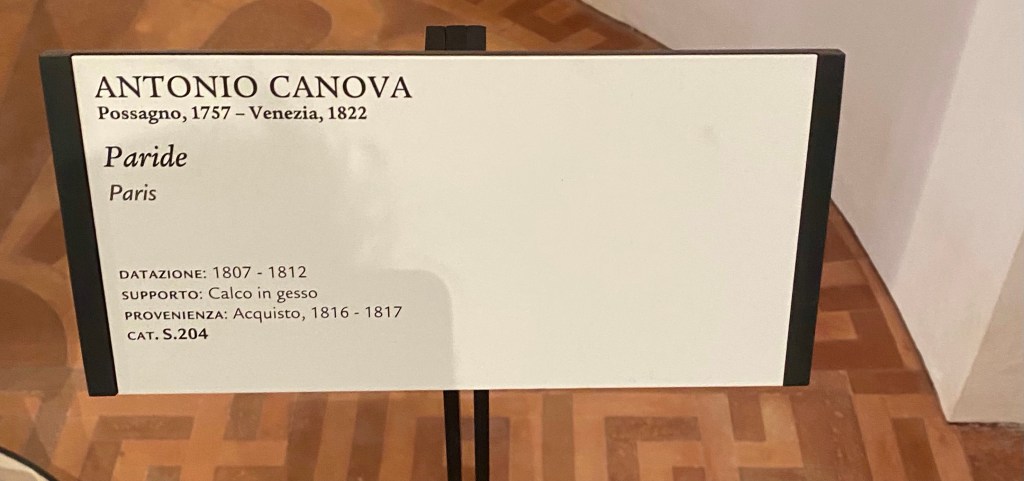 ANTONIO CANOVA
Possagno, 1757 – Venezia, 1822
Paride
Paris
DATAZIONE: 1807 - 1812
SUPPORTO: Calco in gesso
PROVENIENZA: Acquisto, 1816 - 1817
CAT. S.204